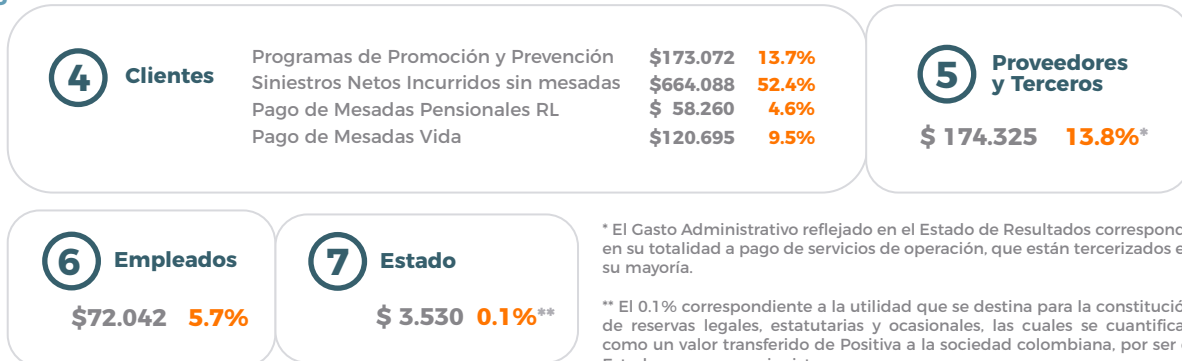 4 Clientes
Programas de Promoción y Prevención $173.072 13.7%
Siniestros Netos Incurridos sin mesadas $664.088 52.4%
Pago de Mesadas Pensionales RL $ 58.260 4.6%
Pago de Mesadas Vida $120.695 9.5%
5 Proveedores
y Terceros
$ 174.325 13.8%*
6 Empleados
$72.042 5.7%
7 Estado
$ 3.530 0.1%**
* El Gasto Administrativo reflejado en el Estado de Resultados correspond
en su totalidad a pago de servicios de operación, que están tercerizados e
su mayoría.
** El 0.1% correspondiente a la utilidad que se destina para la constitució
de reservas legales, estatutarias y ocasionales, las cuales se cuantifica
como un valor transferido de Positiva a la sociedad colombiana, por ser e